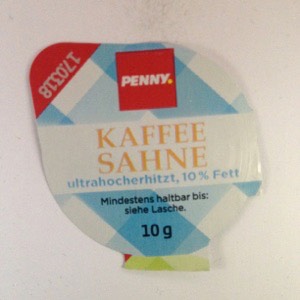 17.03.18
PENNY.
KAFFEE
SAHNE
ultrahocherhitzt, 10% Fett
Mindestens haltbar bis:
siehe Lasche.
10 g